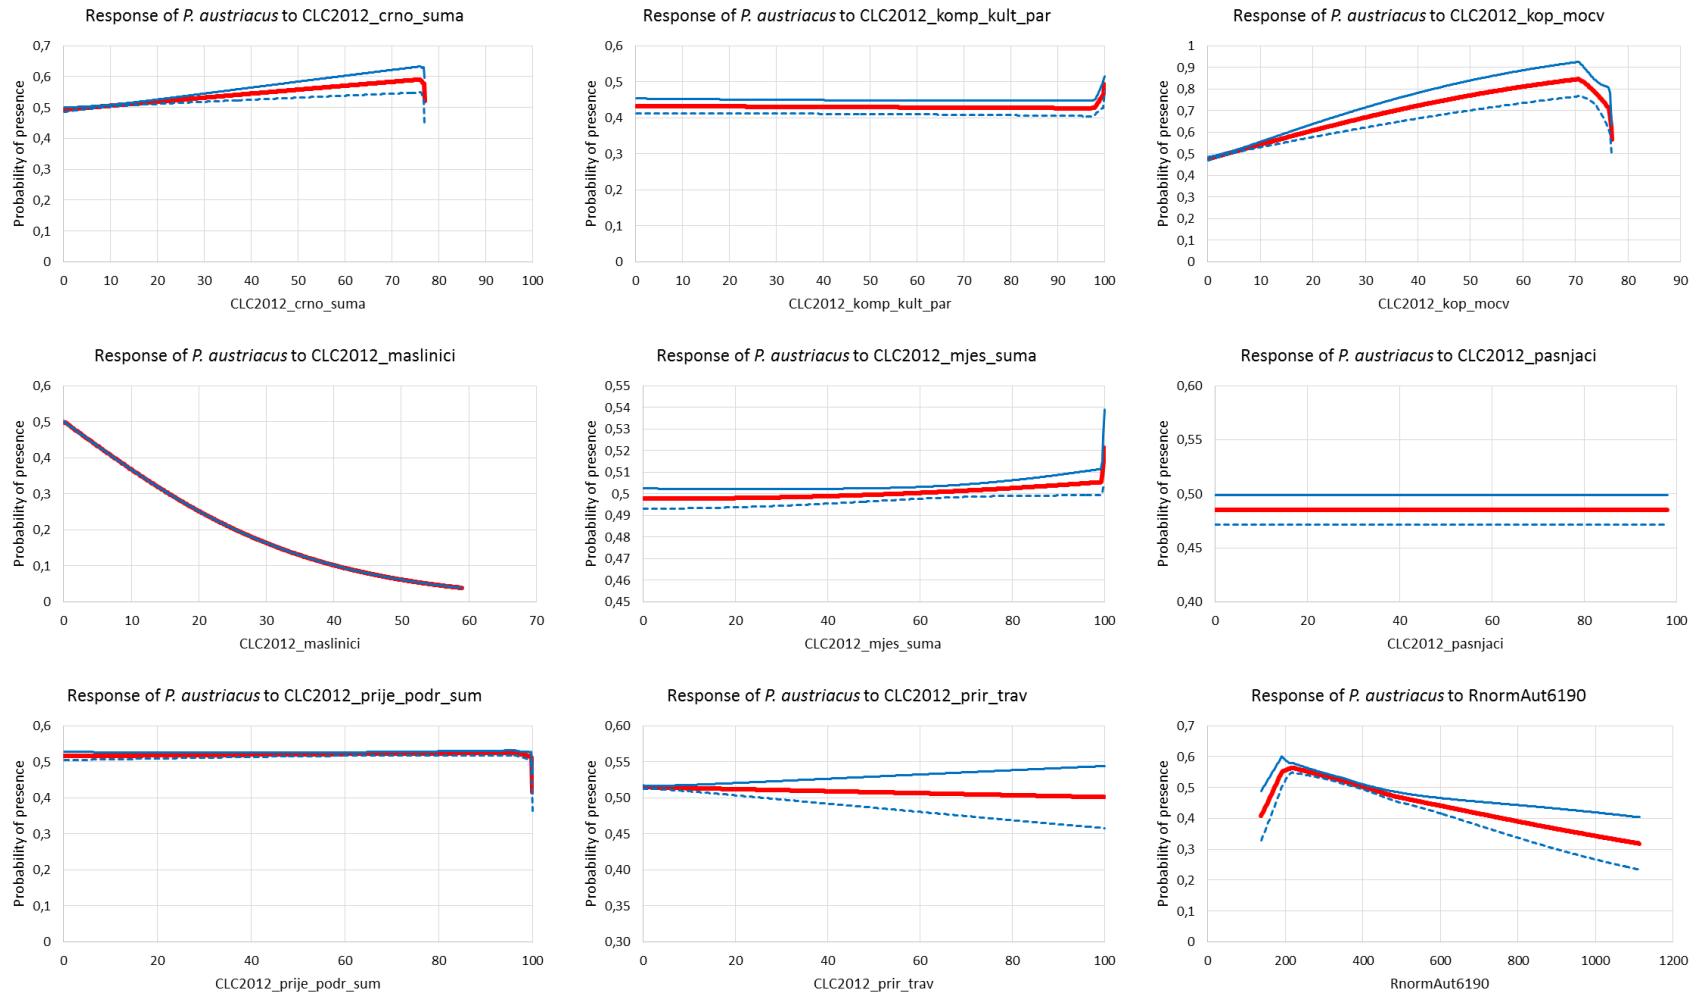 Response of P. austriacus to CLC2012_crno_suma
Probability of presence
0,7
0,6
0,5
0,4
0,3
0,2
0,1
0
0 10 20 30 40 50 60 70 80 90 100
CLC2012_crno_suma
Response of P. austriacus to CLC2012_komp_kult_par
Probability of presence
0,6
0,5
0,4
0,3
0,2
0,1
0
0 10 20 30 40 50 60 70 80 90 100
CLC2012_komp_kult_par
Response of P. austriacus to CLC2012_kop_mocv
Probability of presence
1
0,9
0,8
0,7
0,6
0,5
0,4
0,3
0,2
0,1
0
0 10 20 30 40 50 60 70 80 90
CLC2012_kop_mocv
Response of P. austriacus to CLC2012_maslinici
Probability of presence
0,6
0,5
0,4
0,3
0,2
0,1
0
0 10 20 30 40 50 60 70
CLC2012_maslinici
Response of P. austriacus to CLC2012_mjes_suma
Probability of presence
0,55
0,54
0,53
0,52
0,51
0,5
0,49
0,48
0,47
0,46
0,45
0 20 40 60 80 100
CLC2012_mjes_suma
Response of P. austriacus to CLC2012_pasnjaci
Probability of presence
0,60
0,55
0,50
0,45
0,40
0 20 40 60 80 100
CLC2012_pasnjaci
Response of P. austriacus to CLC2012_prije_podr_sum
Probability of presence
0,6
0,5
0,4
0,3
0,2
0,1
0
0 20 40 60 80 100
CLC2012_prije_podr_sum
Response of P. austriacus to CLC2012_prir_trav
Probability of presence
0,60
0,55
0,50
0,45
0,40
0,35
0,30
0 20 40 60 80 100
CLC2012_prir_trav
Response of P. austriacus to RnormAut6190
Probability of presence
0,7
0,6
0,5
0,4
0,3
0,2
0,1
0
0 200 400 600 800 1000 1200
RnormAut6190